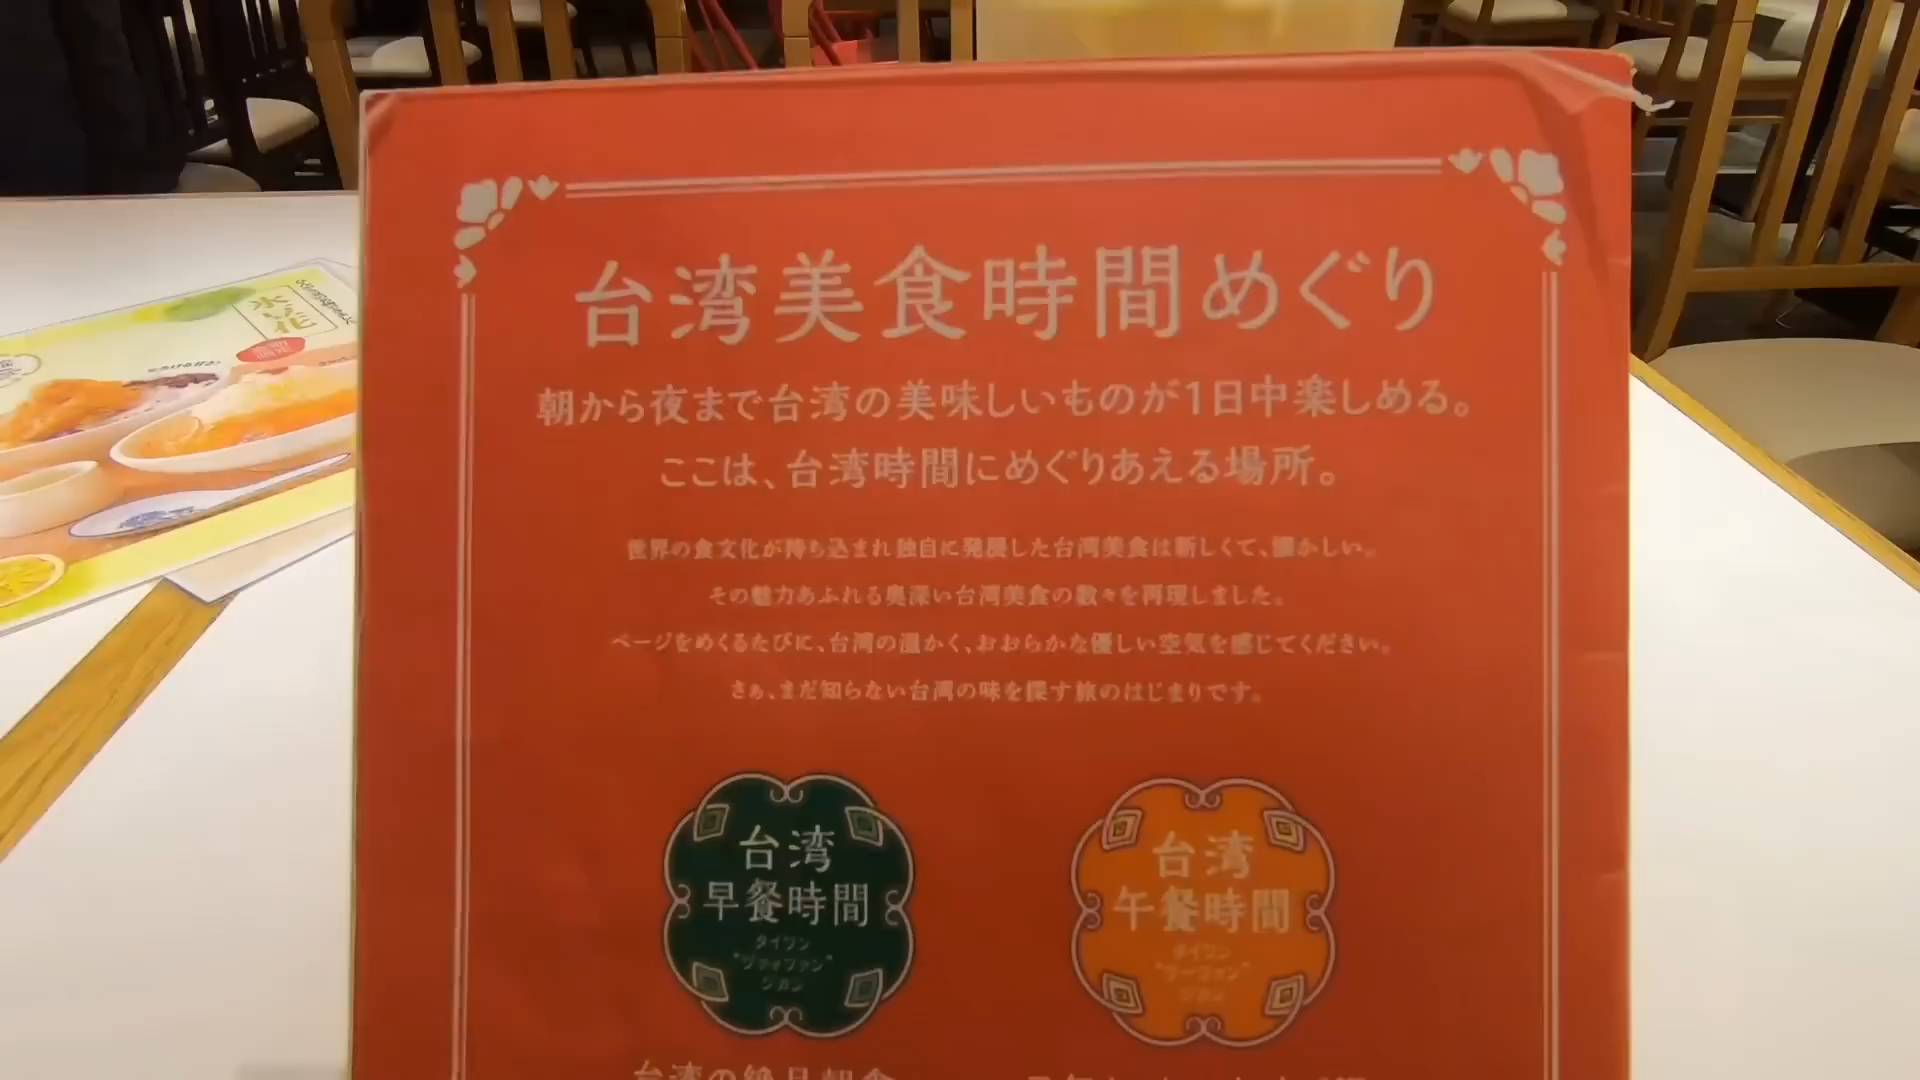 台湾美食時間めぐり
朝から夜まで台湾の美味しいものが1日中楽しめる。
ここは、台湾時間にめぐりあえる場所。
世界の食文化が持ち込まれ独自に発展した台湾美食は新しくて、懐かしい。
その魅力あふれる奥深い台湾美食の数々を再現しました。
ページをめくるたびに、台湾の温かく、おおらかな優しい空気を感じてください。
さぁ、まだ知らない台湾の味を探す旅のはじまりです。
台湾
早餐時間
タイワン
"ヅァィファン"
ジカン
台湾
午餐時間
タイワン
ジカン
台湾の絶品朝食